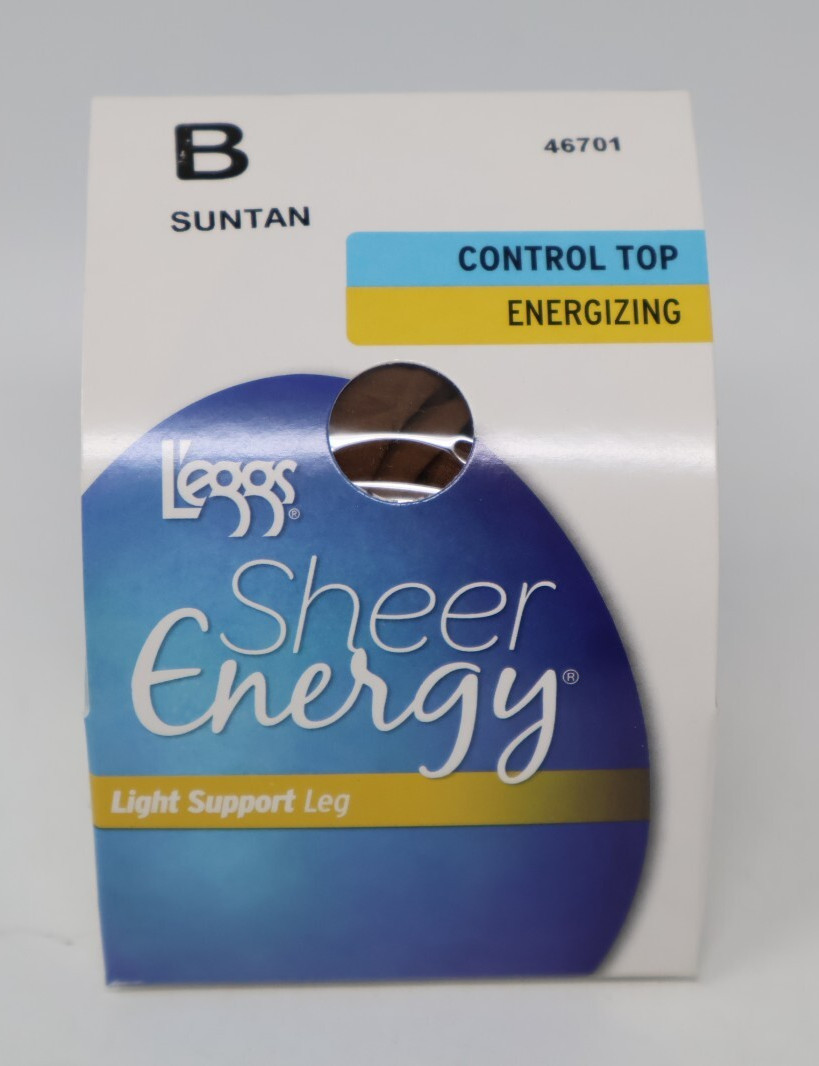 B
46701
SUNTAN
CONTROL TOP
ENERGIZING
L'eggs®
Sheer
Energy®
Light Support Leg